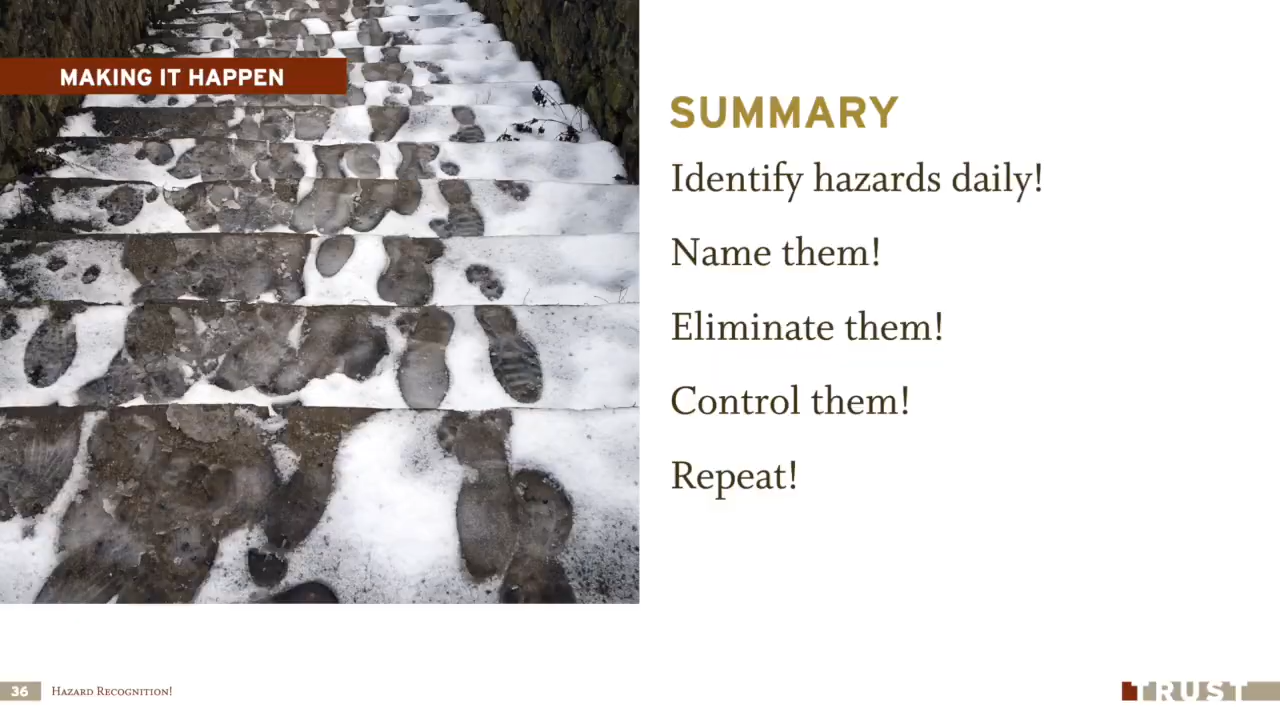 MAKING IT HAPPEN
SUMMARY
Identify hazards daily!
Name them!
Eliminate them!
Control them!
Repeat!
36
Hazard Recognition!
TRUST